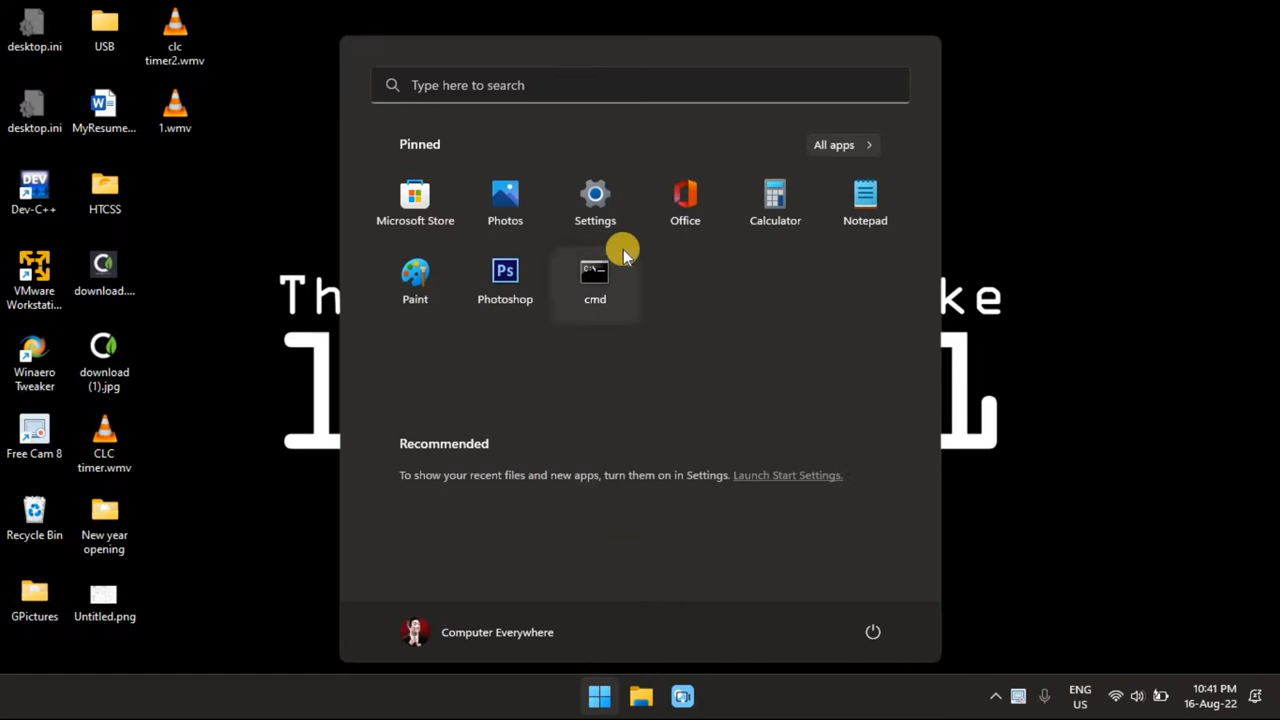 desktop.ini
USB
clc
timer2.wmv
desktop.ini
MyResume...
1.wmv
Dev-C++
HTCSS
VMware
Workstati...
download....
Winaero
Tweaker
download
(1).jpg
Free Cam 8
CLC
timer.wmv
Recycle Bin
New year
opening
GPictures
Untitled.png
Type here to search
Pinned
All apps
Microsoft Store
Photos
Settings
Office
Calculator
Notepad
Paint
Ps
Photoshop
C:\
cmd
DEV
Th
ke
Recommended
To show your recent files and new apps, turn them on in Settings. Launch Start Settings.
Computer Everywhere
ENG
US
10:41 PM
16-Aug-22